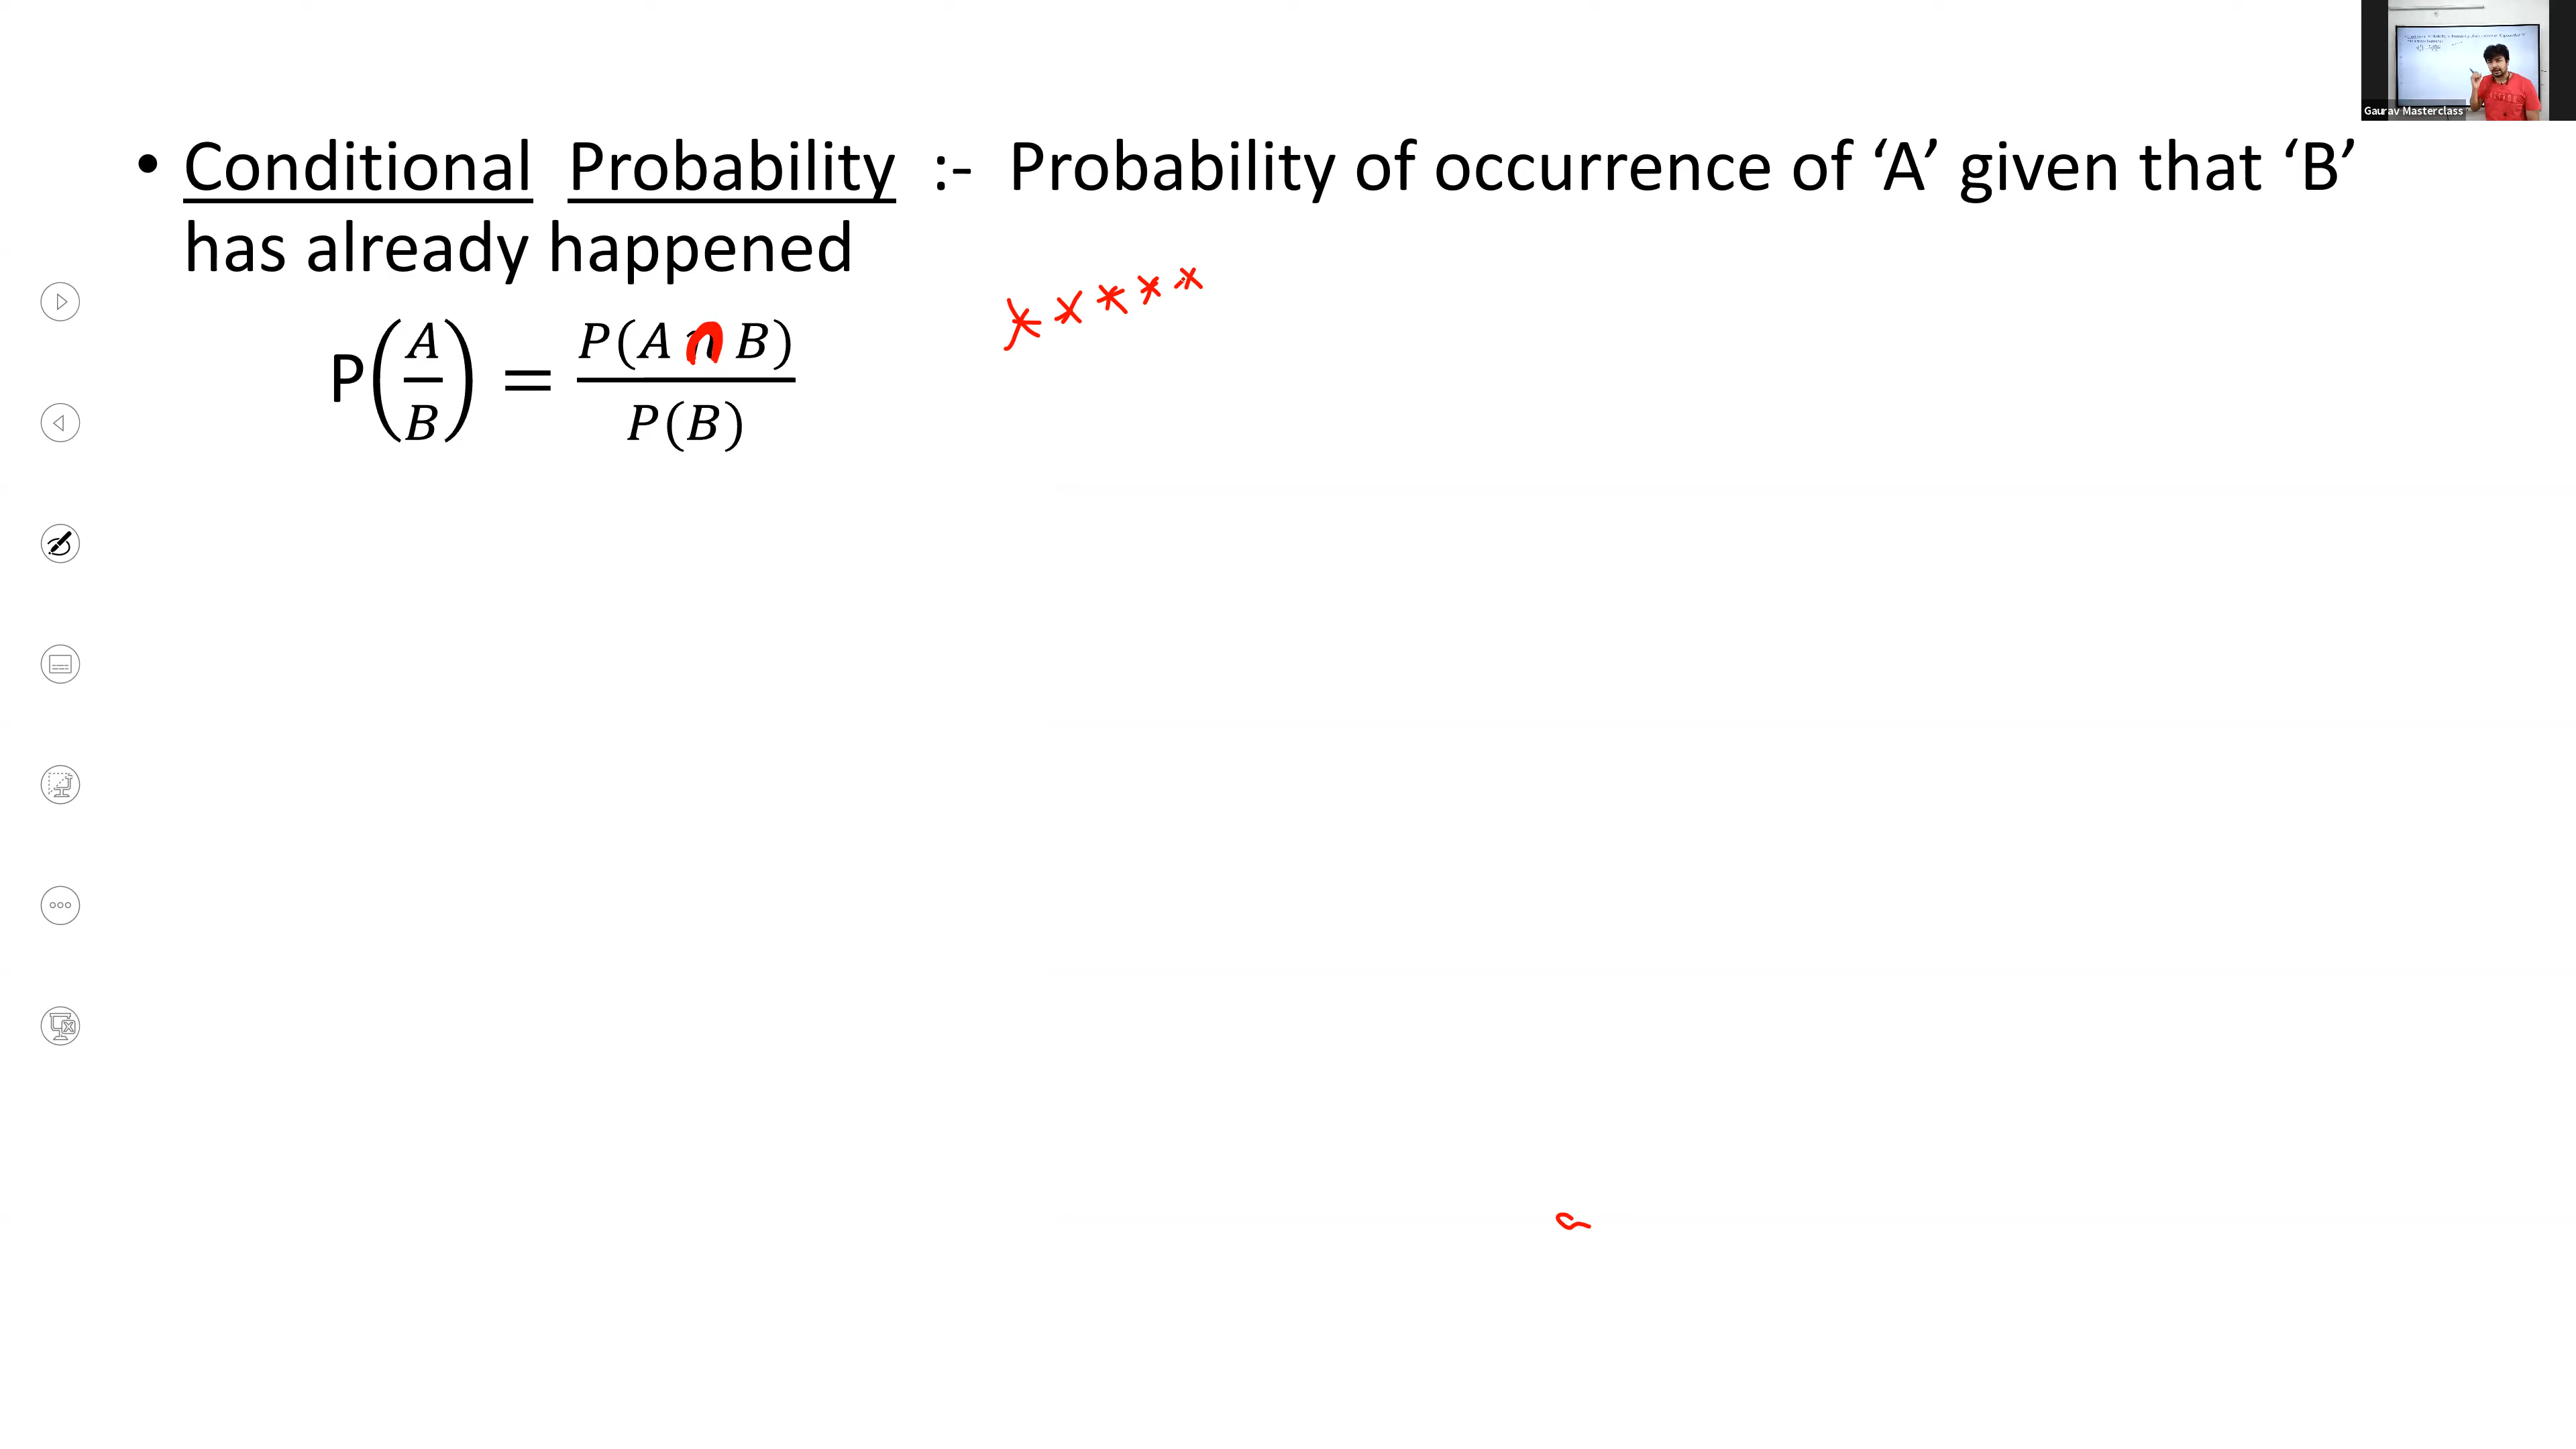 Gaurav Masterclass
• Conditional Probability :- Probability of occurrence of ‘A’ given that ‘B’
has already happened
* * * * *
P(A/B) = P(A ∩ B)/P(B)